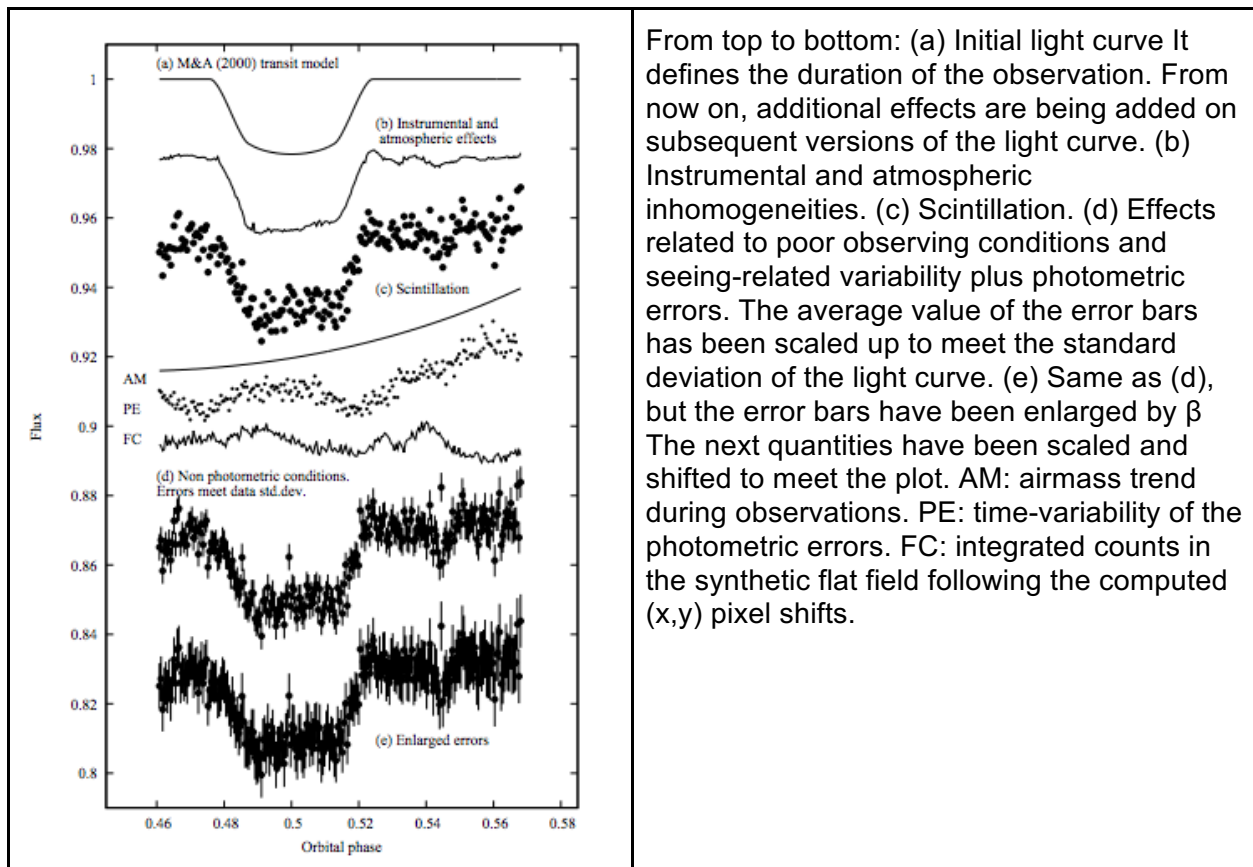 (a) M&A (2000) transit model
1
(b) Instrumental and
atmospheric effects
0.98
0.96
(c) Scintillation
0.94
0.92
AM
PE
FC
0.9
Flux
(d) Non photometric conditions.
Errors meet data std.dev.
0.88
0.86
0.84
0.82
(e) Enlarged errors
0.8
0.46
0.48
0.5
0.52
0.54
0.56
0.58
Orbital phase
From top to bottom: (a) Initial light curve It
defines the duration of the observation. From
now on, additional effects are being added on
subsequent versions of the light curve. (b)
Instrumental and atmospheric
inhomogeneities. (c) Scintillation. (d) Effects
related to poor observing conditions and
seeing-related variability plus photometric
errors. The average value of the error bars
has been scaled up to meet the standard
deviation of the light curve. (e) Same as (d),
but the error bars have been enlarged by β
The next quantities have been scaled and
shifted to meet the plot. AM: airmass trend
during observations. PE: time-variability of the
photometric errors. FC: integrated counts in
the synthetic flat field following the computed
(x,y) pixel shifts.